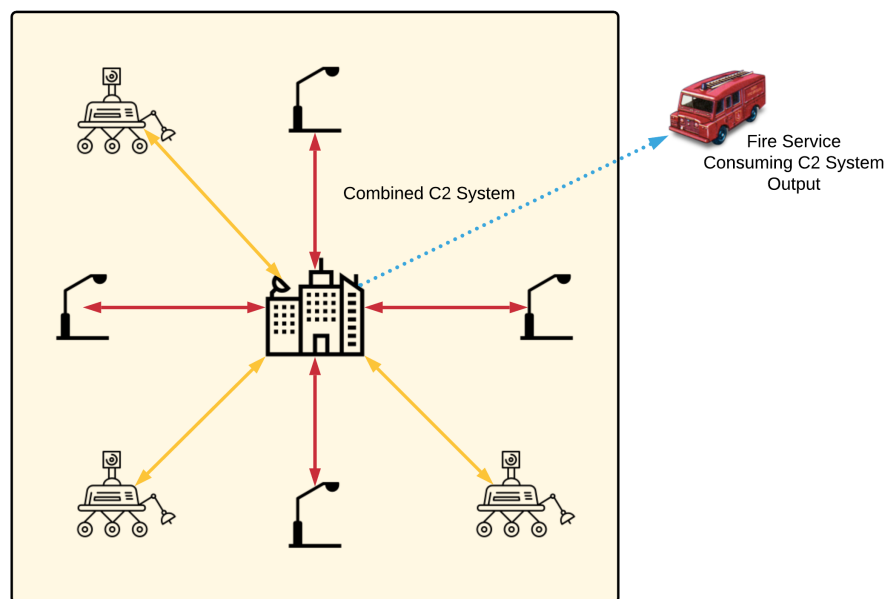 Combined C2 System
Fire Service
Consuming C2 System
Output